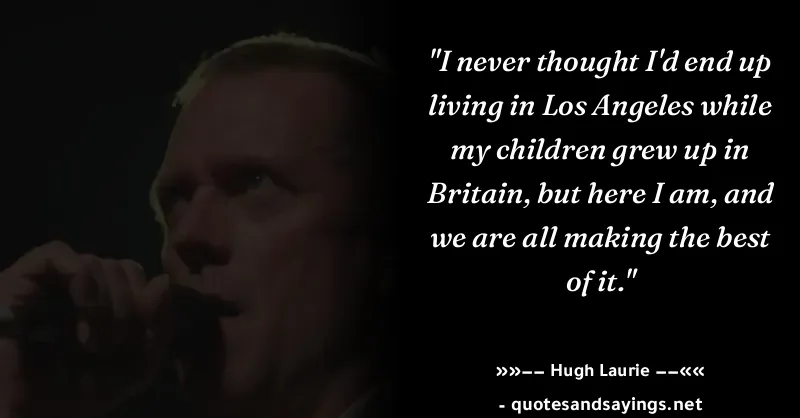 "I never thought I'd end up
living in Los Angeles while
my children grew up in
Britain, but here I am, and
we are all making the best
of it."
»»−− Hugh Laurie −−««
- quotesandsayings.net